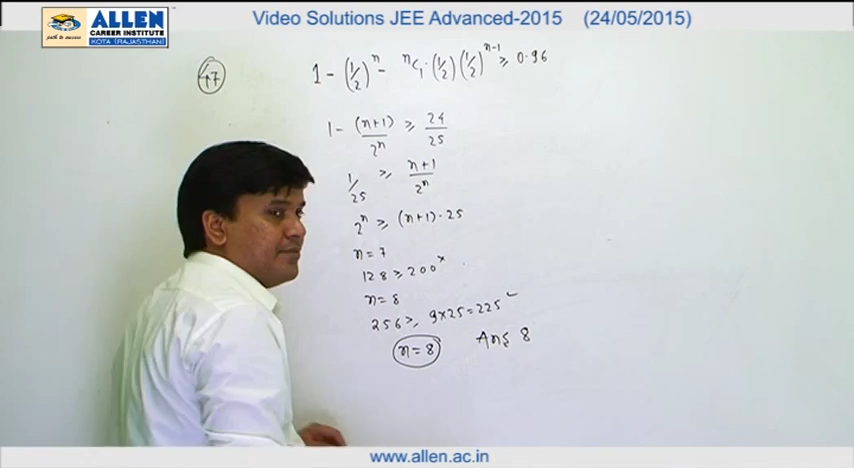 ALLEN
CAREER INSTITUTE
KOTA (RAJASTHAN)
path to success
Video Solutions JEE Advanced-2015 (24/05/2015)
47
1 - (1/2)^n - ⁿC₁ · (1/2) (1/2)^(n-1) ≥ 0.96
1 - (n+1)/2^n ≥ 24/25
1/25 ≥ (n+1)/2^n
2^n ≥ (n+1) · 25
n = 7
128 ≥ 200 ×
n = 8
256 ≥ 9×25 = 225 ✓
n = 8 Ans 8
www.allen.ac.in